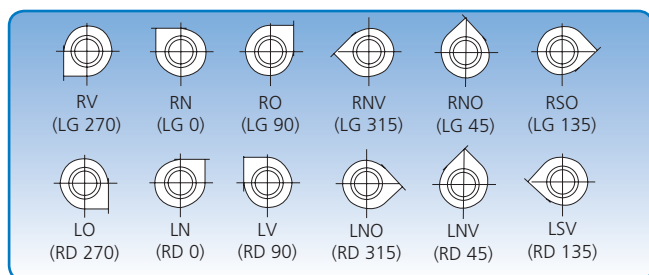 RV RN RO RNV RNO RSO
(LG 270) (LG 0) (LG 90) (LG 315) (LG 45) (LG 135)
LO LN LV LNO LNV LSV
(RD 270) (RD 0) (RD 90) (RD 315) (RD 45) (RD 135)